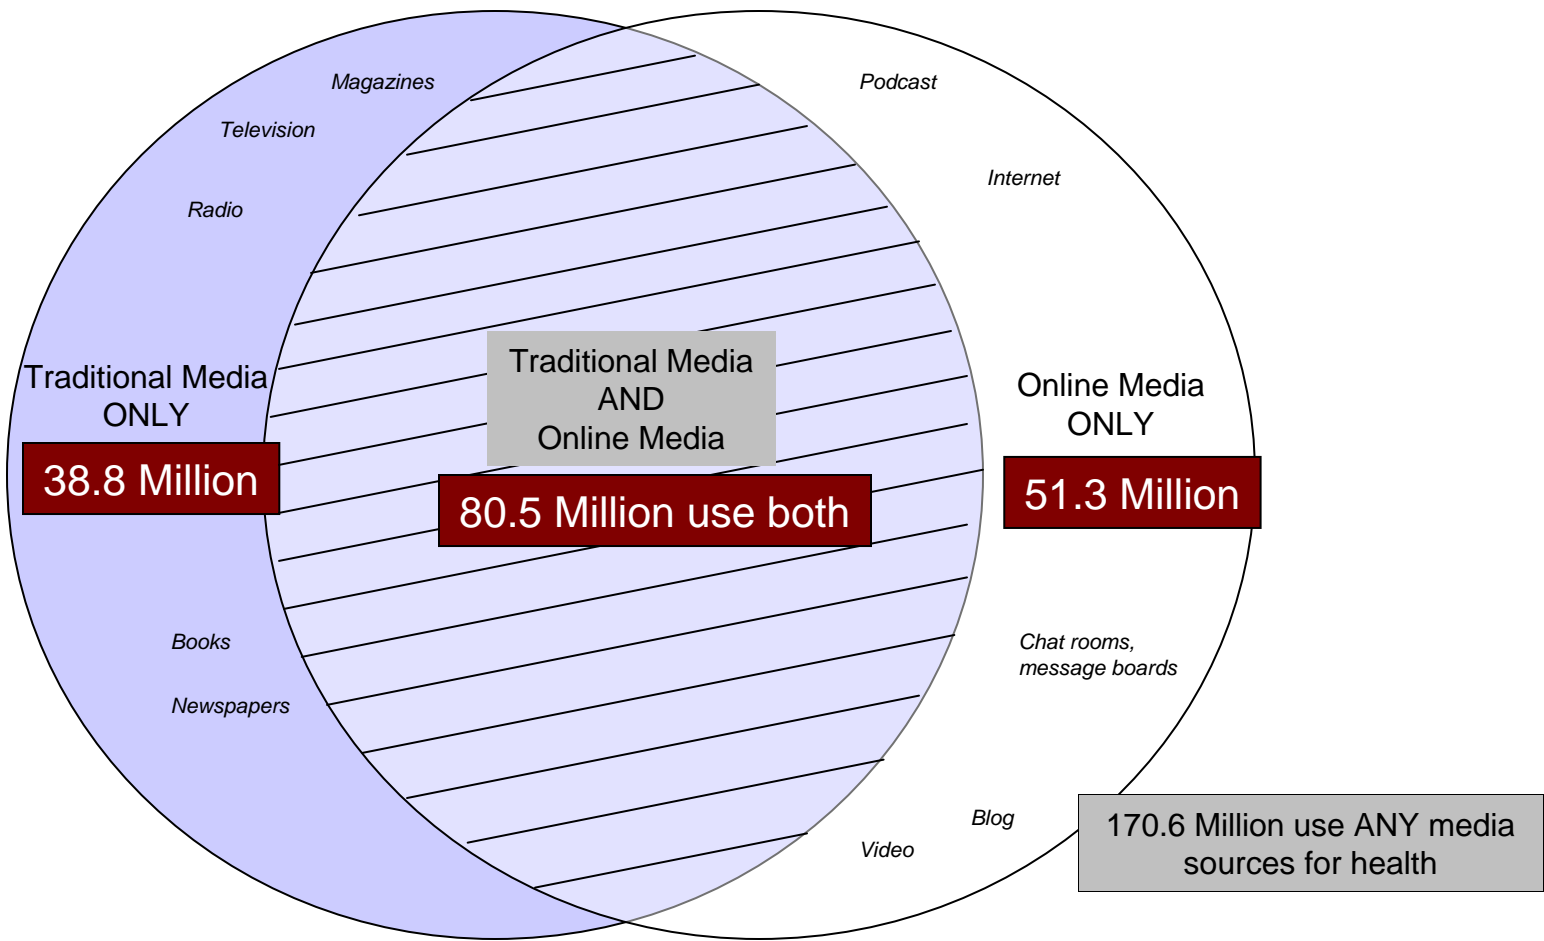 Magazines
Podcast
Television
Internet
Radio
Traditional Media
ONLY
38.8 Million
Traditional Media
AND
Online Media
80.5 Million use both
Online Media
ONLY
51.3 Million
Books
Newspapers
Chat rooms,
message boards
Blog
Video
170.6 Million use ANY media
sources for health